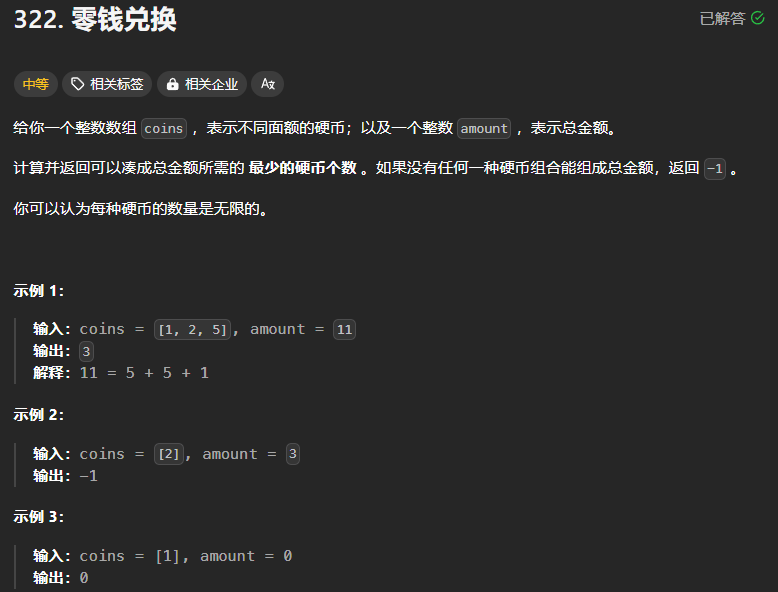 322. 零钱兑换
已解答
中等 相关标签 相关企业
给你一个整数数组 coins ，表示不同面额的硬币；以及一个整数 amount ，表示总金额。
计算并返回可以凑成总金额所需的 最少的硬币个数 。如果没有任何一种硬币组合能组成总金额，返回 -1 。
你可以认为每种硬币的数量是无限的。
示例 1：
输入：coins = [1, 2, 5], amount = 11
输出：3
解释：11 = 5 + 5 + 1
示例 2：
输入：coins = [2], amount = 3
输出：-1
示例 3：
输入：coins = [1], amount = 0
输出：0